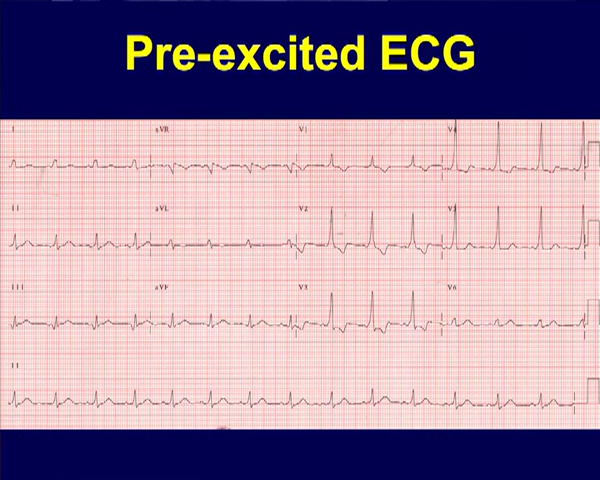 Pre-excited ECG
I aVR V1 V4
II aVL V2 V5
III aVF V3 V6
II